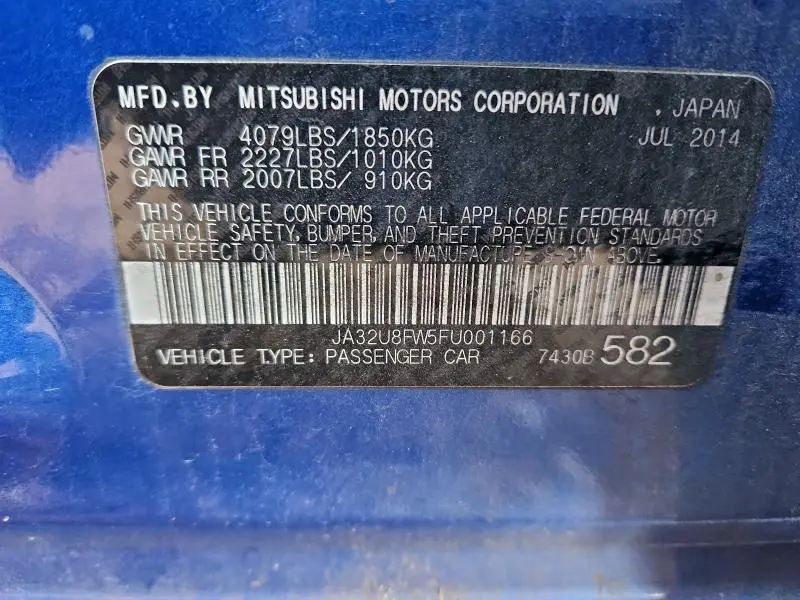 MFD.BY MITSUBISHI MOTORS CORPORATION , JAPAN
GVWR 4079LBS/1850KG JUL 2014
GAWR FR 2227LBS/1010KG
GAWR RR 2007LBS/ 910KG
THIS VEHICLE CONFORMS TO ALL APPLICABLE FEDERAL MOTOR
VEHICLE SAFETY, BUMPER, AND THEFT PREVENTION STANDARDS
IN EFFECT ON THE DATE OF MANUFACTURE SHOWN ABOVE.
JA32U8FW5FU001166
VEHICLE TYPE: PASSENGER CAR 7430B 582